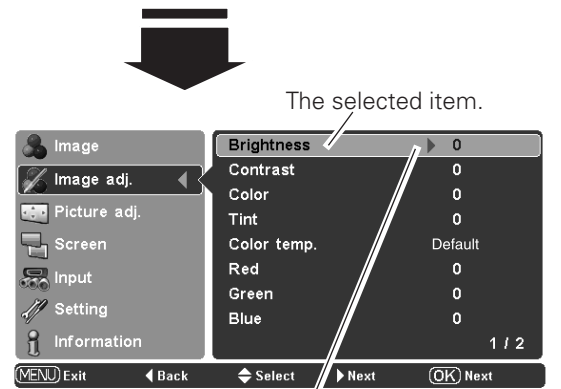 The selected item.
Image
Image adj.
Picture adj.
Screen
Input
Setting
Information
Brightness 0
Contrast 0
Color 0
Tint 0
Color temp. Default
Red 0
Green 0
Blue 0
1 / 2
MENU Exit Back Select Next OK Next